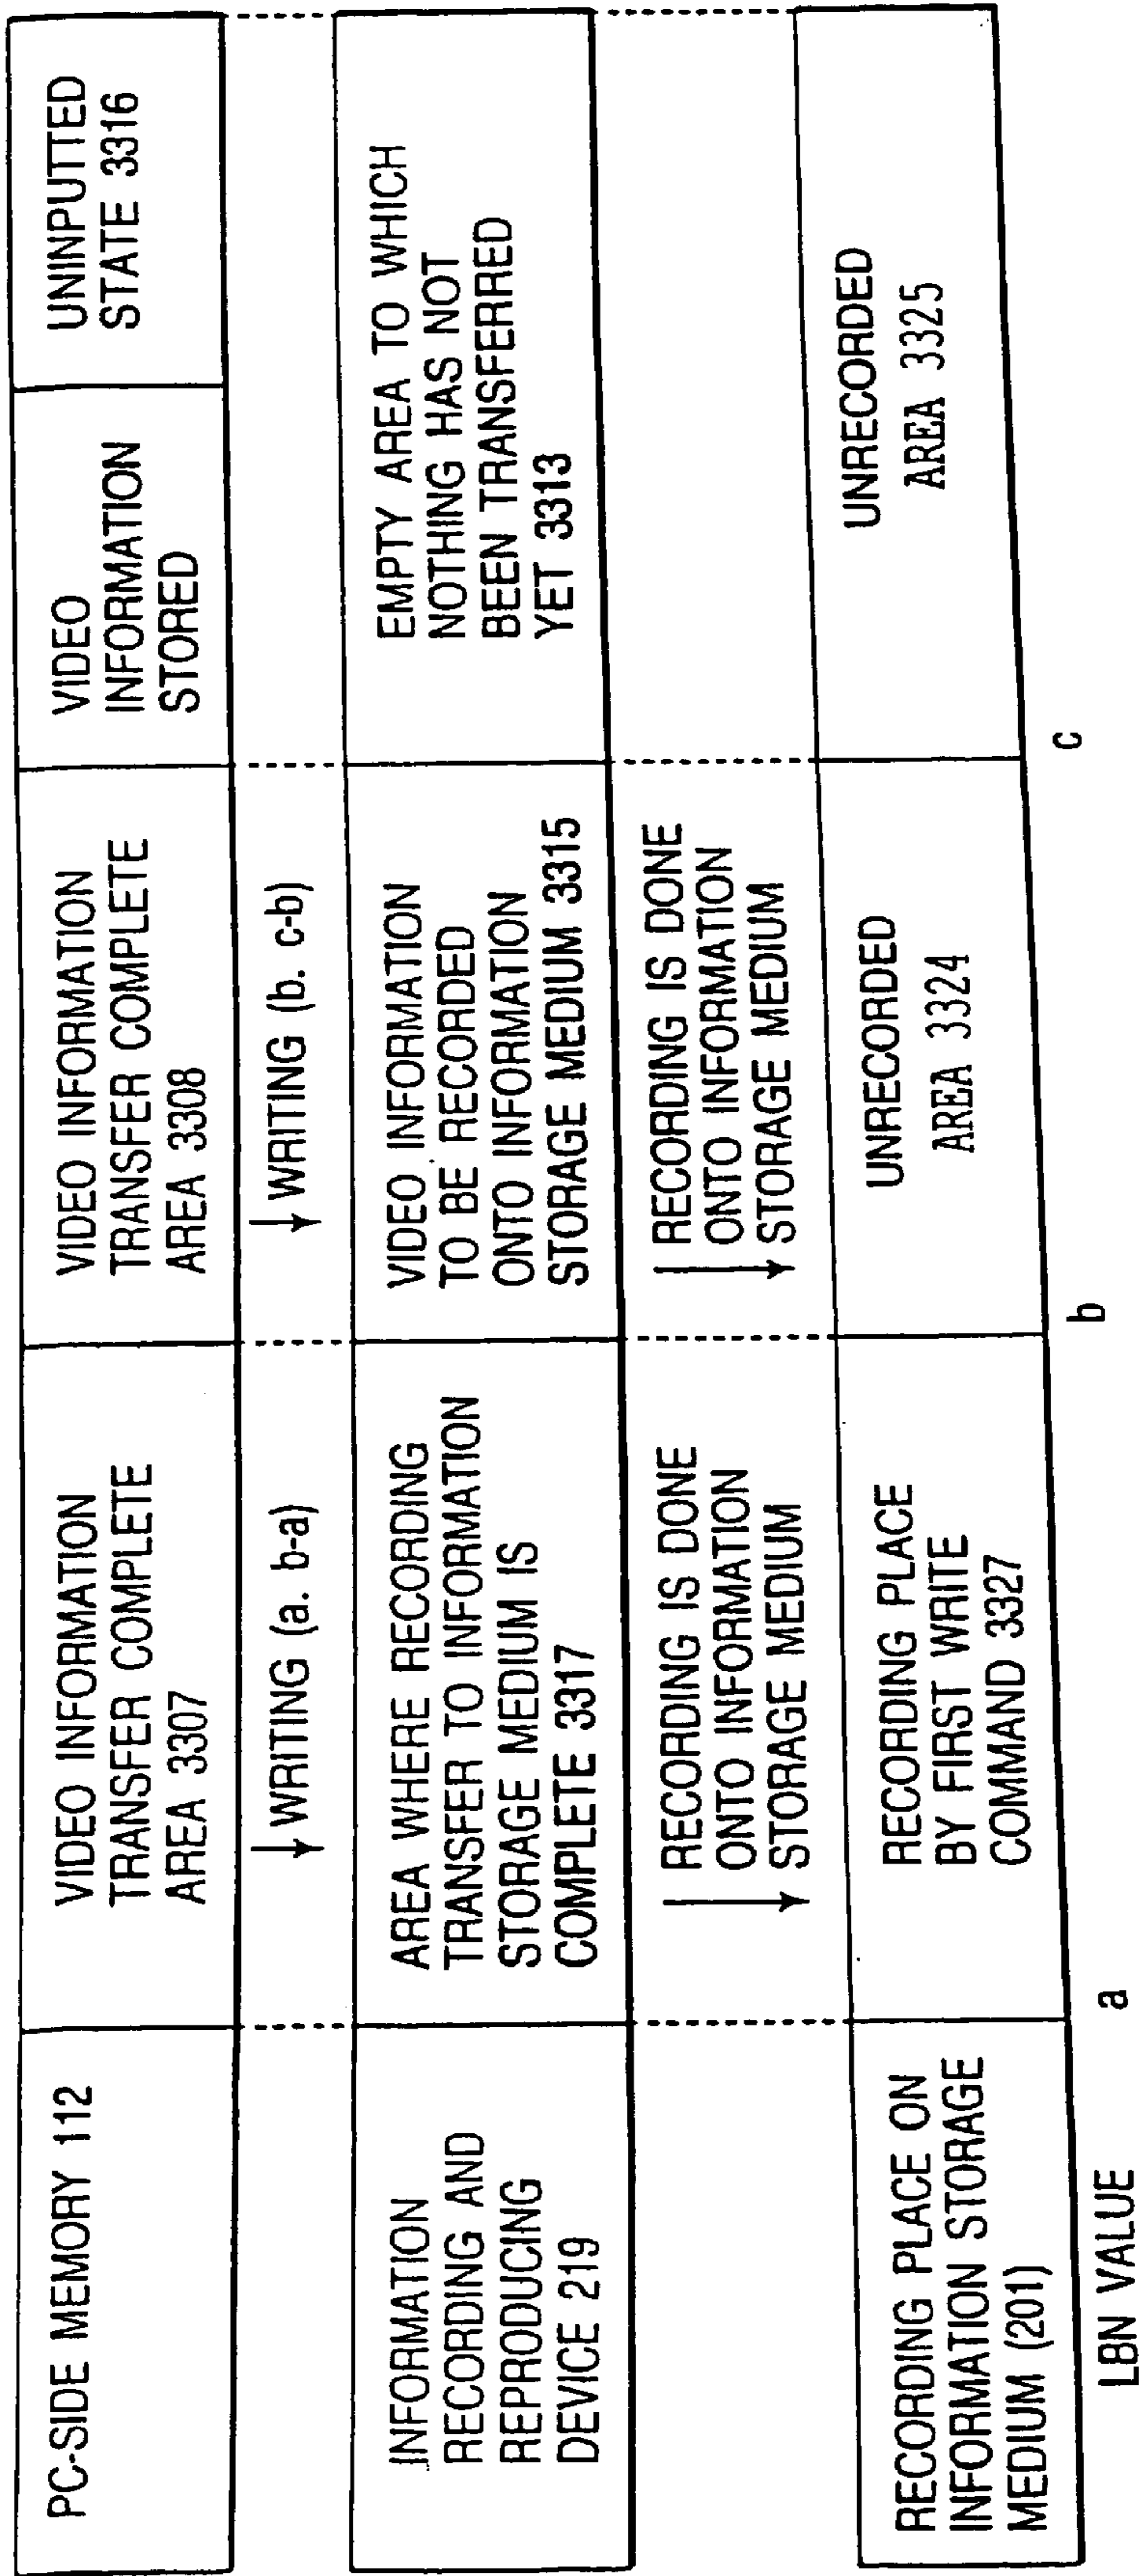 PC-SIDE MEMORY 112
VIDEO INFORMATION
TRANSFER COMPLETE
AREA 3307
VIDEO INFORMATION
TRANSFER COMPLETE
AREA 3308
VIDEO
INFORMATION
STORED
UNINPUTTED
STATE 3316
WRITING (a. b-a)
WRITING (b. c-b)
INFORMATION
RECORDING AND
REPRODUCING
DEVICE 219
AREA WHERE RECORDING
TRANSFER TO INFORMATION
STORAGE MEDIUM IS
COMPLETE 3317
VIDEO INFORMATION
TO BE RECORDED
ONTO INFORMATION
STORAGE MEDIUM 3315
EMPTY AREA TO WHICH
NOTHING HAS NOT
BEEN TRANSFERRED
YET 3313
RECORDING IS DONE
ONTO INFORMATION
STORAGE MEDIUM
RECORDING IS DONE
ONTO INFORMATION
STORAGE MEDIUM
RECORDING PLACE ON
INFORMATION STORAGE
MEDIUM (201)
RECORDING PLACE
BY FIRST WRITE
COMMAND 3327
UNRECORDED
AREA 3324
UNRECORDED
AREA 3325
LBN VALUE
a
b
c